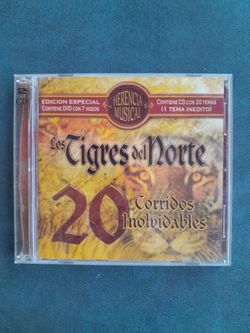 HERENCIA
MUSICAL
EDICION ESPECIAL
CONTIENE DVD CON 7 VIDEOS
CONTIENE CD CON 20 TEMAS
(1 TEMA INEDITO)
Los Tigres del Norte
20 Corridos
Inolvidables